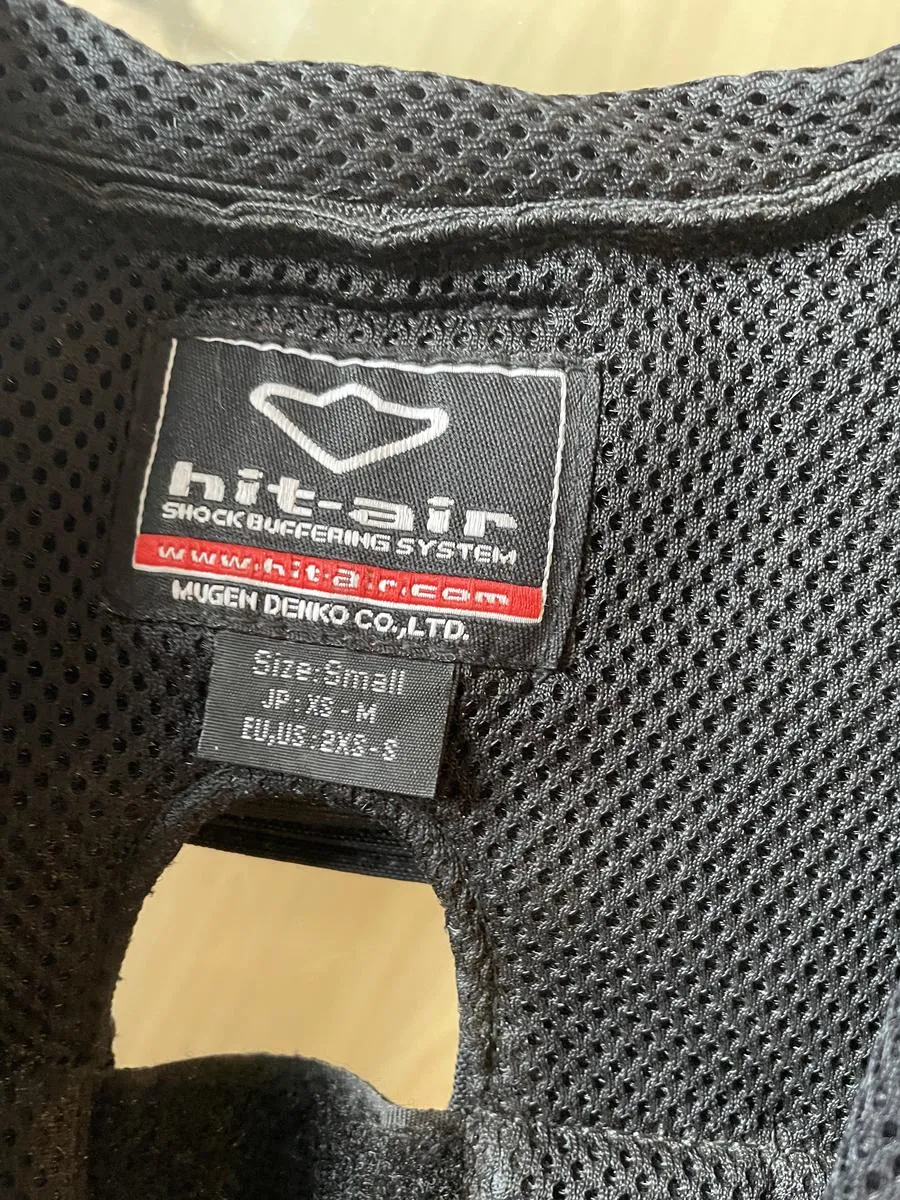 hit-air
SHOCK BUFFERING SYSTEM
www.hit-air.com
MUGEN DENKO CO.,LTD.
Size:Small
JP:XS-M
EU,US:2XS-S